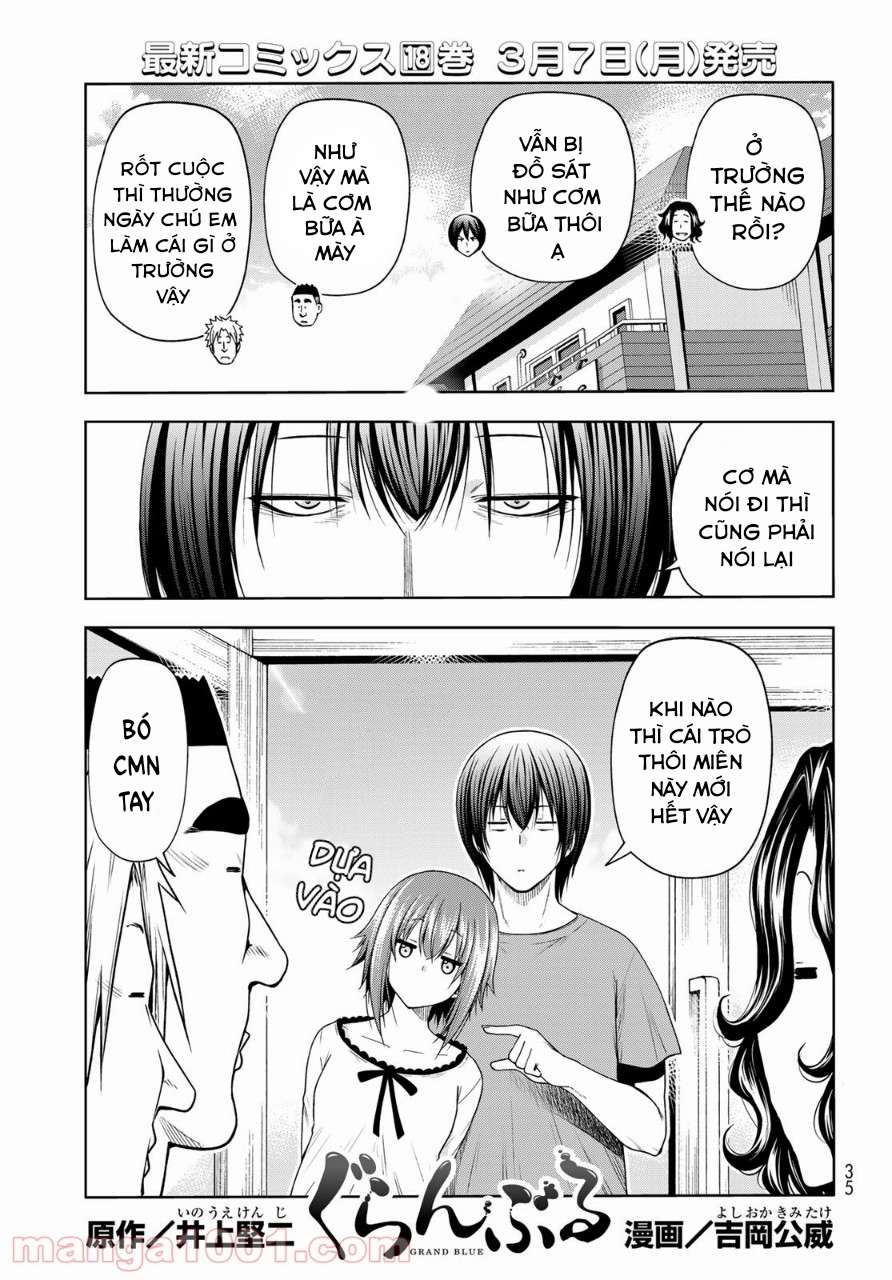 最新コミックス18巻 3月7日(月)発売
Ở
TRƯỜNG
THẾ NÀO
RỒI?
VẪN BỊ
ĐỒ SÁT
NHƯ CƠM
BỮA THÔI
Ạ
NHƯ
VẬY MÀ
LÀ CƠM
BỮA À
MÀY
RỐT CUỘC
THÌ THƯỜNG
NGÀY CHÚ EM
LÀM CÁI GÌ Ở
TRƯỜNG
VẬY
CƠ MÀ
NÓI ĐI THÌ
CŨNG PHẢI
NÓI LẠI
KHI NÀO
THÌ CÁI TRÒ
THÔI MIÊN
NÀY MỚI
HẾT VẬY
DỰA
VÀO
BÓ
CMN
TAY
35
いのうえけんじ
原作/井上堅二
ぐらんぶる
GRAND BLUE
よしおかきみたけ
漫画/吉岡公威
manga1001.com